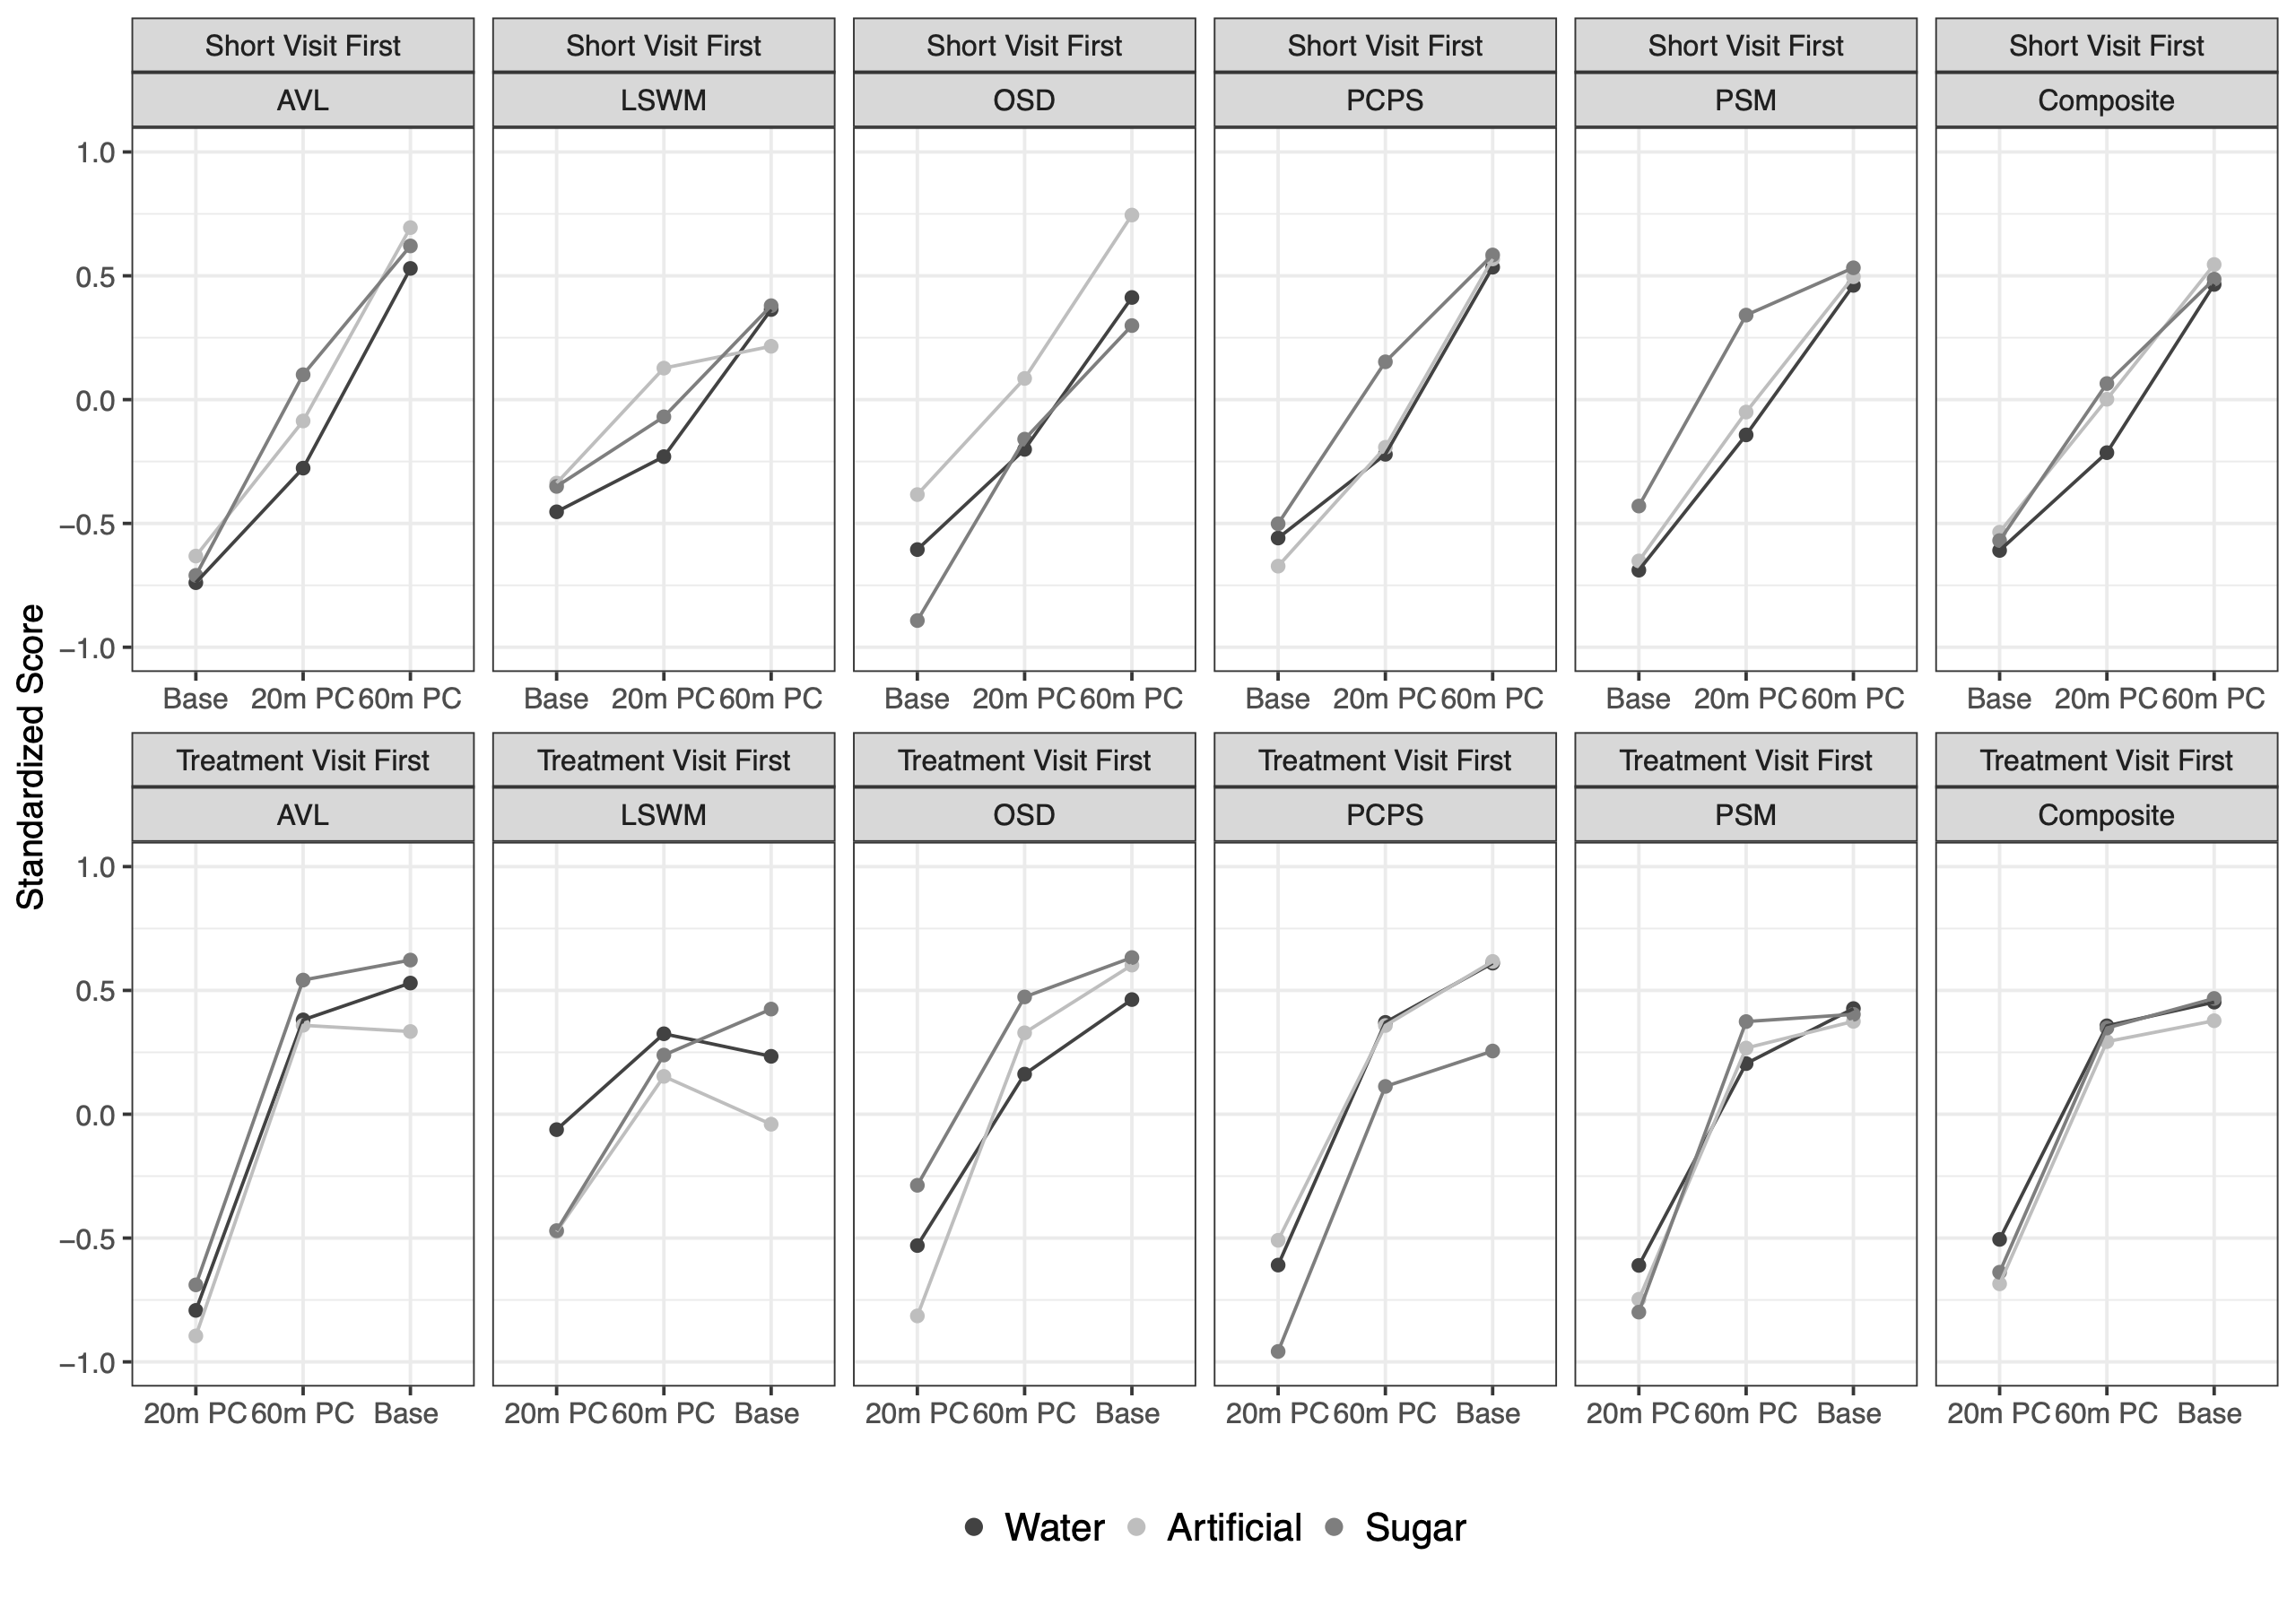 Short Visit First Short Visit First Short Visit First Short Visit First Short Visit First Short Visit First
AVL LSWM OSD PCPS PSM Composite
1.0
0.5
0.0
−0.5
−1.0
Base 20m PC 60m PC Base 20m PC 60m PC Base 20m PC 60m PC Base 20m PC 60m PC Base 20m PC 60m PC Base 20m PC 60m PC
Standardized Score
Treatment Visit First Treatment Visit First Treatment Visit First Treatment Visit First Treatment Visit First Treatment Visit First
AVL LSWM OSD PCPS PSM Composite
1.0
0.5
0.0
−0.5
−1.0
20m PC 60m PC Base 20m PC 60m PC Base 20m PC 60m PC Base 20m PC 60m PC Base 20m PC 60m PC Base 20m PC 60m PC Base
Water Artificial Sugar